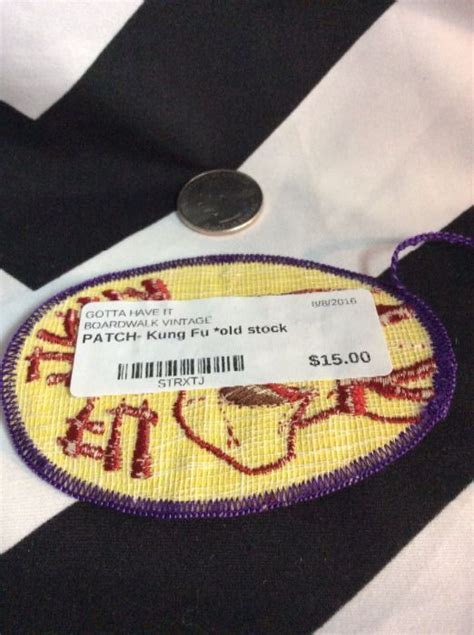 GOTTA HAVE IT 8/8/2016
BOARDWALK VINTAGE
PATCH- Kung Fu *old stock
$15.00
STRXTJ